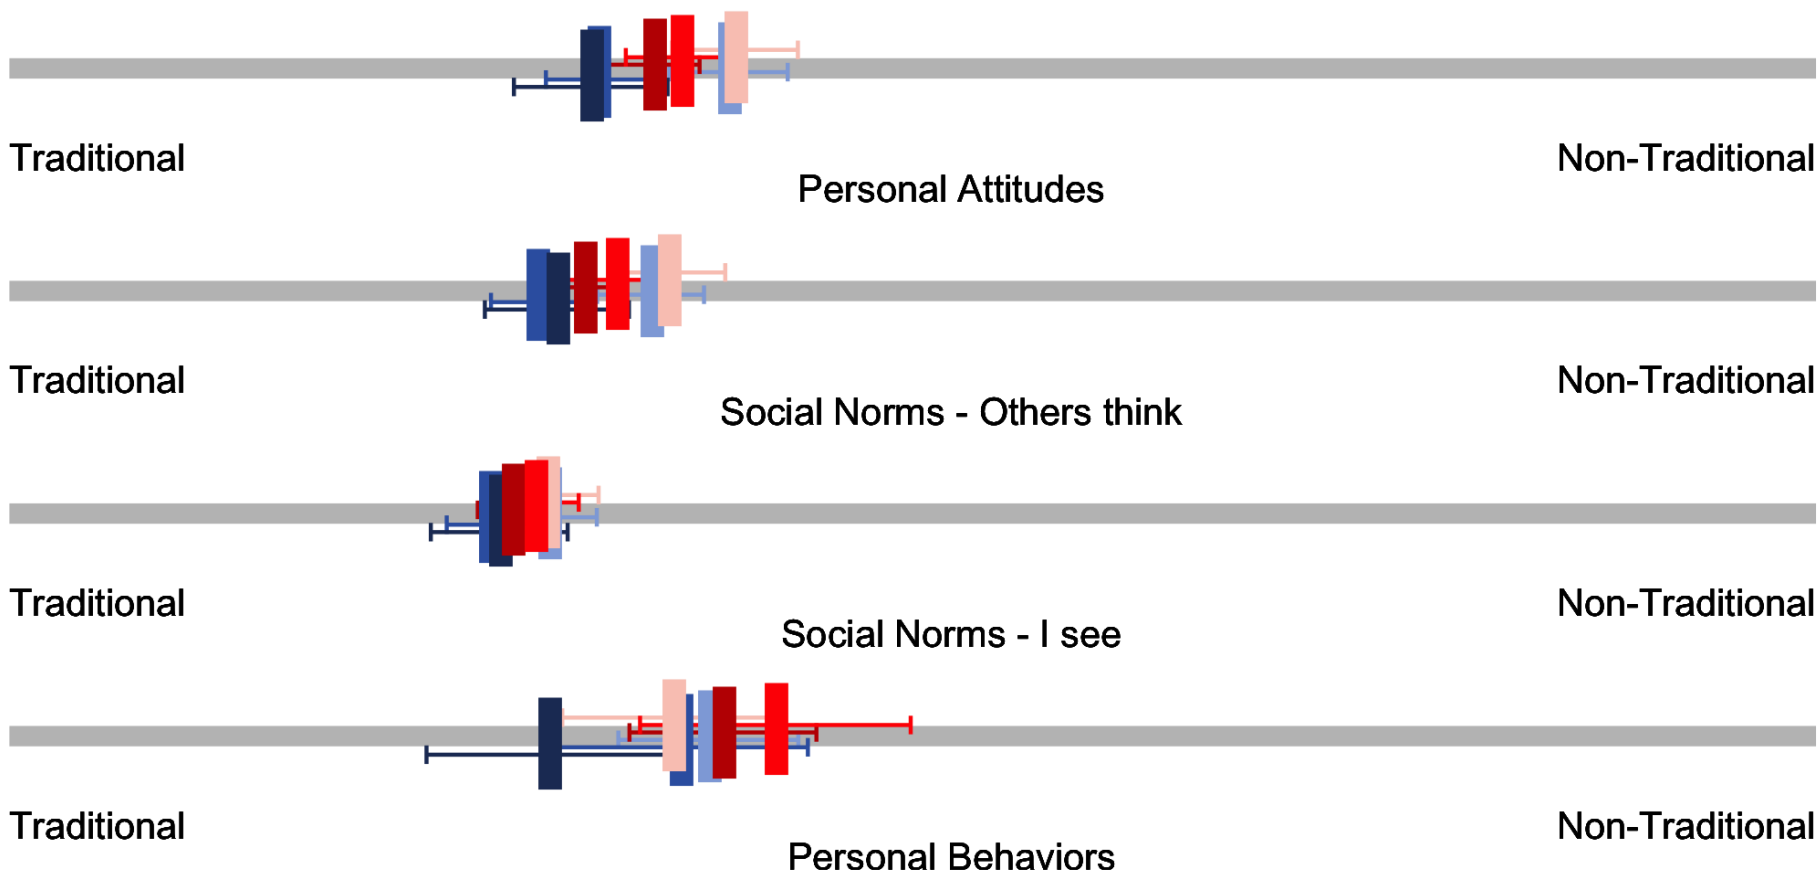 Traditional
Non-Traditional
Personal Attitudes
Traditional
Non-Traditional
Social Norms - Others think
Traditional
Non-Traditional
Social Norms - I see
Traditional
Non-Traditional
Personal Behaviors